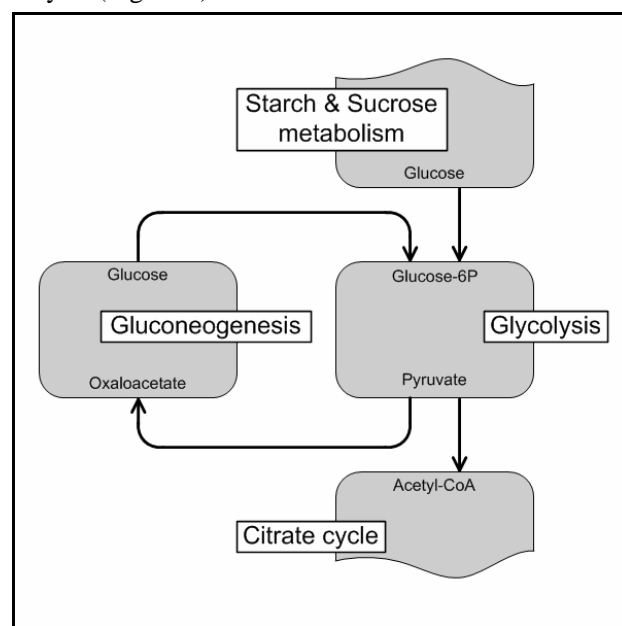 Starch & Sucrose
metabolism
Glucose
Glucose
Glucose-6P
Gluconeogenesis
Glycolysis
Oxaloacetate
Pyruvate
Acetyl-CoA
Citrate cycle